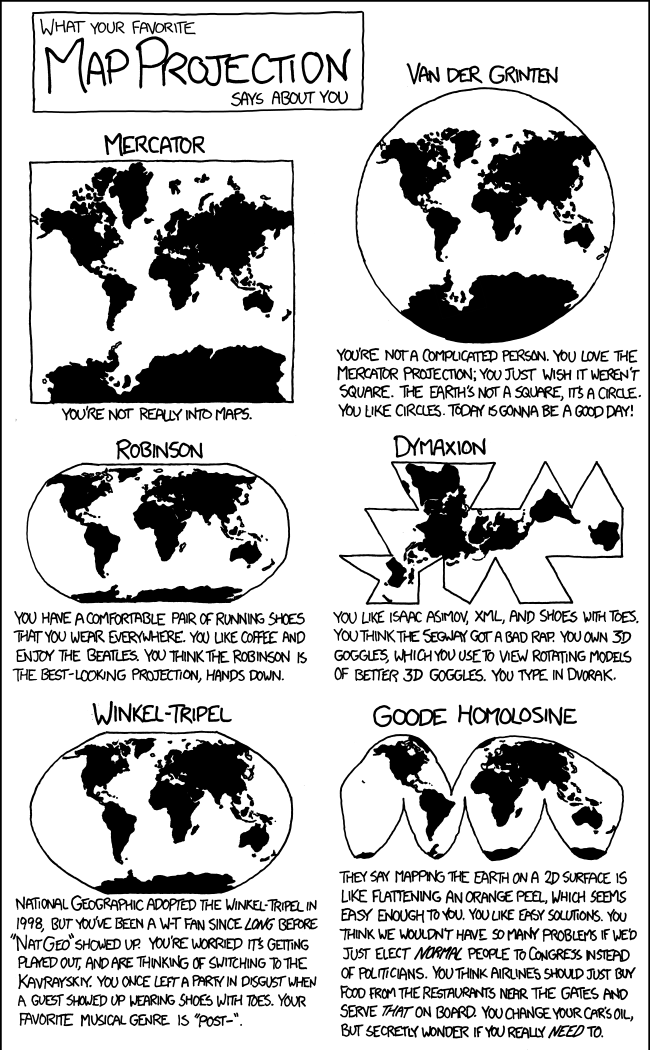 WHAT YOUR FAVORITE
MAP PROJECTION
SAYS ABOUT YOU
MERCATOR
YOU'RE NOT REALLY INTO MAPS.
VAN DER GRINTEN
YOU'RE NOT A COMPLICATED PERSON. YOU LOVE THE
MERCATOR PROJECTION; YOU JUST WISH IT WEREN'T
SQUARE. THE EARTH'S NOT A SQUARE, IT'S A CIRCLE.
YOU LIKE CIRCLES. TODAY IS GONNA BE A GOOD DAY!
ROBINSON
YOU HAVE A COMFORTABLE PAIR OF RUNNING SHOES
THAT YOU WEAR EVERYWHERE. YOU LIKE COFFEE AND
ENJOY THE BEATLES. YOU THINK THE ROBINSON IS
THE BEST-LOOKING PROJECTION, HANDS DOWN.
DYMAXION
YOU LIKE ISAAC ASIMOV, XML, AND SHOES WITH TOES.
YOU THINK THE SEGWAY GOT A BAD RAP. YOU OWN 3D
GOGGLES, WHICH YOU USE TO VIEW ROTATING MODELS
OF BETTER 3D GOGGLES. YOU TYPE IN DVORAK.
WINKEL-TRIPEL
NATIONAL GEOGRAPHIC ADOPTED THE WINKEL-TRIPEL IN
1998, BUT YOU'VE BEEN A W-T FAN SINCE LONG BEFORE
"NAT GEO" SHOWED UP. YOU'RE WORRIED IT'S GETTING
PLAYED OUT, AND ARE THINKING OF SWITCHING TO THE
KAVRAYSKIY. YOU ONCE LEFT A PARTY IN DISGUST WHEN
A GUEST SHOWED UP WEARING SHOES WITH TOES. YOUR
FAVORITE MUSICAL GENRE IS "POST-".
GOODE HOMOLOSINE
THEY SAY MAPPING THE EARTH ON A 2D SURFACE IS
LIKE FLATTENING AN ORANGE PEEL, WHICH SEEMS
EASY ENOUGH TO YOU. YOU LIKE EASY SOLUTIONS. YOU
THINK WE WOULDN'T HAVE SO MANY PROBLEMS IF WE'D
JUST ELECT NORMAL PEOPLE TO CONGRESS INSTEAD
OF POLITICIANS. YOU THINK AIRLINES SHOULD JUST BUY
FOOD FROM THE RESTAURANTS NEAR THE GATES AND
SERVE THAT ON BOARD. YOU CHANGE YOUR CAR'S OIL,
BUT SECRETLY WONDER IF YOU REALLY NEED TO.